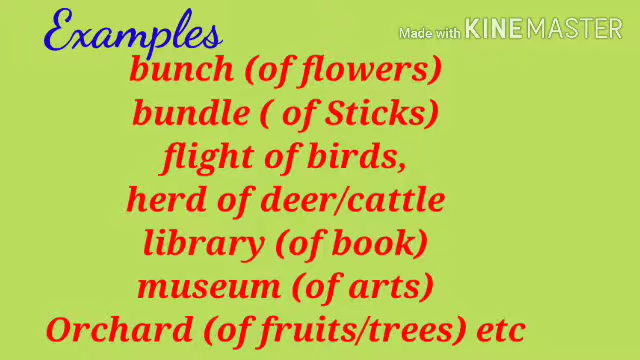 Examples
Made with KINEMASTER
bunch (of flowers)
bundle ( of Sticks)
flight of birds,
herd of deer/cattle
library (of book)
museum (of arts)
Orchard (of fruits/trees) etc